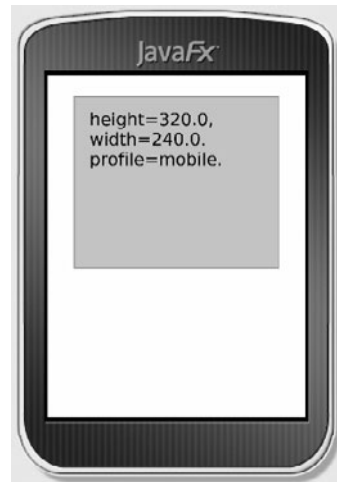 JavaFx
height=320.0,
width=240.0.
profile=mobile.